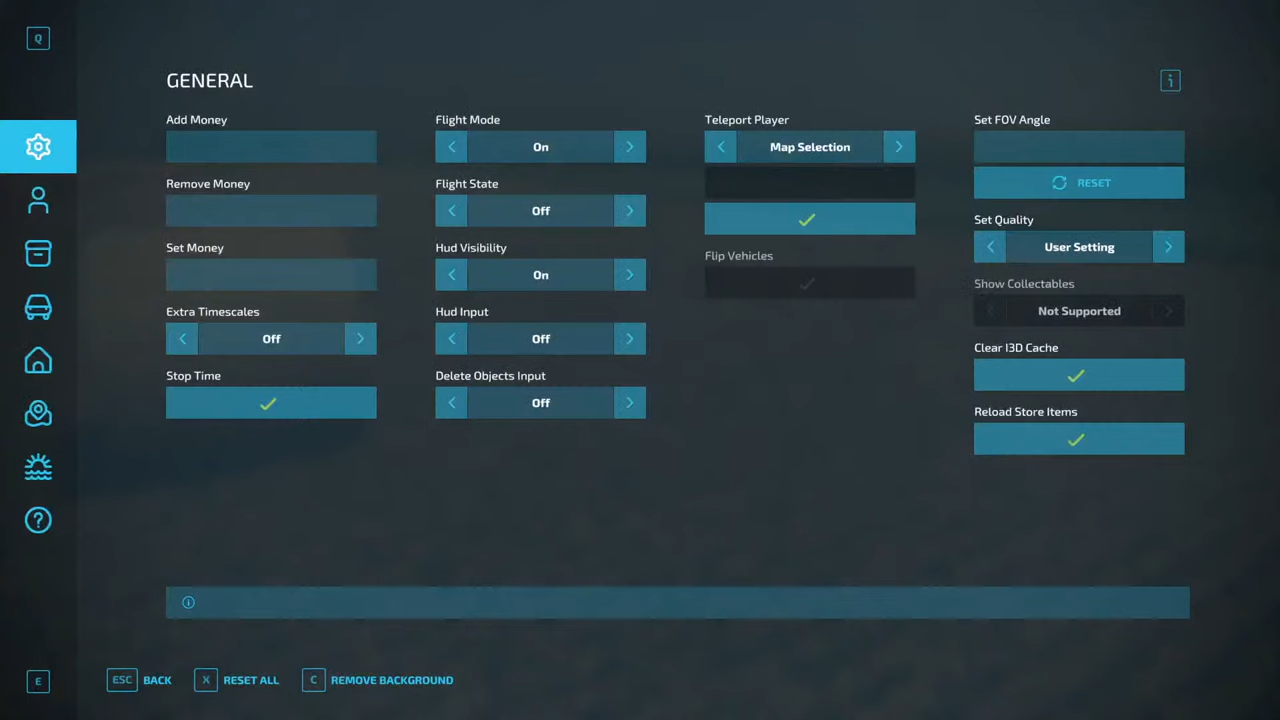 Q
GENERAL
i
Add Money
Remove Money
Set Money
Extra Timescales
Off
Stop Time
Flight Mode
On
Flight State
Off
Hud Visibility
On
Hud Input
Off
Delete Objects Input
Off
Teleport Player
Map Selection
Flip Vehicles
Set FOV Angle
RESET
Set Quality
User Setting
Show Collectables
Not Supported
Clear I3D Cache
Reload Store Items
E
ESC BACK X RESET ALL C REMOVE BACKGROUND